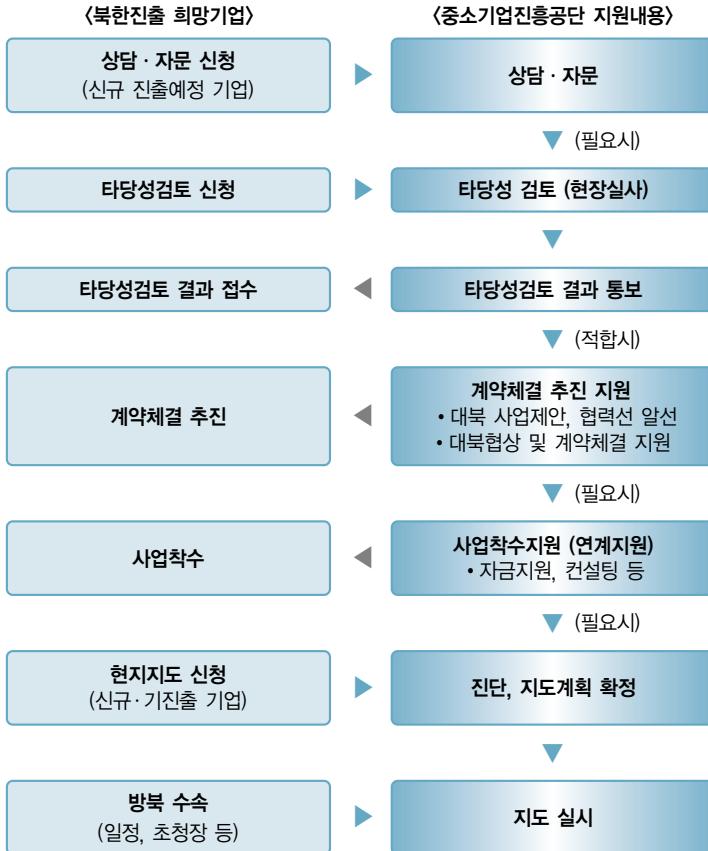 〈북한진출 희망기업〉
〈중소기업진흥공단 지원내용〉
상담 · 자문 신청
(신규 진출예정 기업)
상담 · 자문
(필요시)
타당성검토 신청
타당성 검토 (현장실사)
타당성검토 결과 접수
타당성검토 결과 통보
(적합시)
계약체결 추진
계약체결 추진 지원
• 대북 사업제안, 협력선 알선
• 대북협상 및 계약체결 지원
(필요시)
사업착수
사업착수지원 (연계지원)
• 자금지원, 컨설팅 등
(필요시)
현지지도 신청
(신규·기진출 기업)
진단, 지도계획 확정
방북 수속
(일정, 초청장 등)
지도 실시